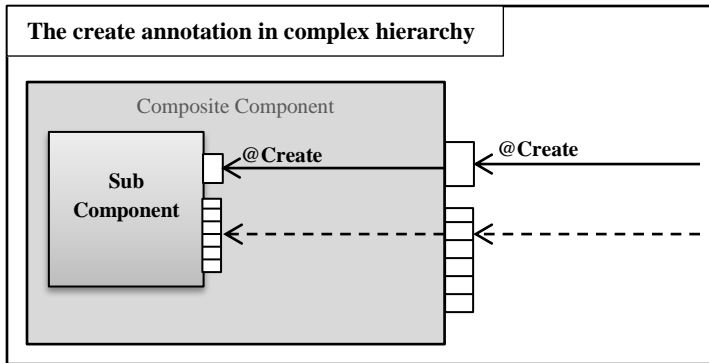 The create annotation in complex hierarchy
Composite Component
@Create
@Create
Sub
Component